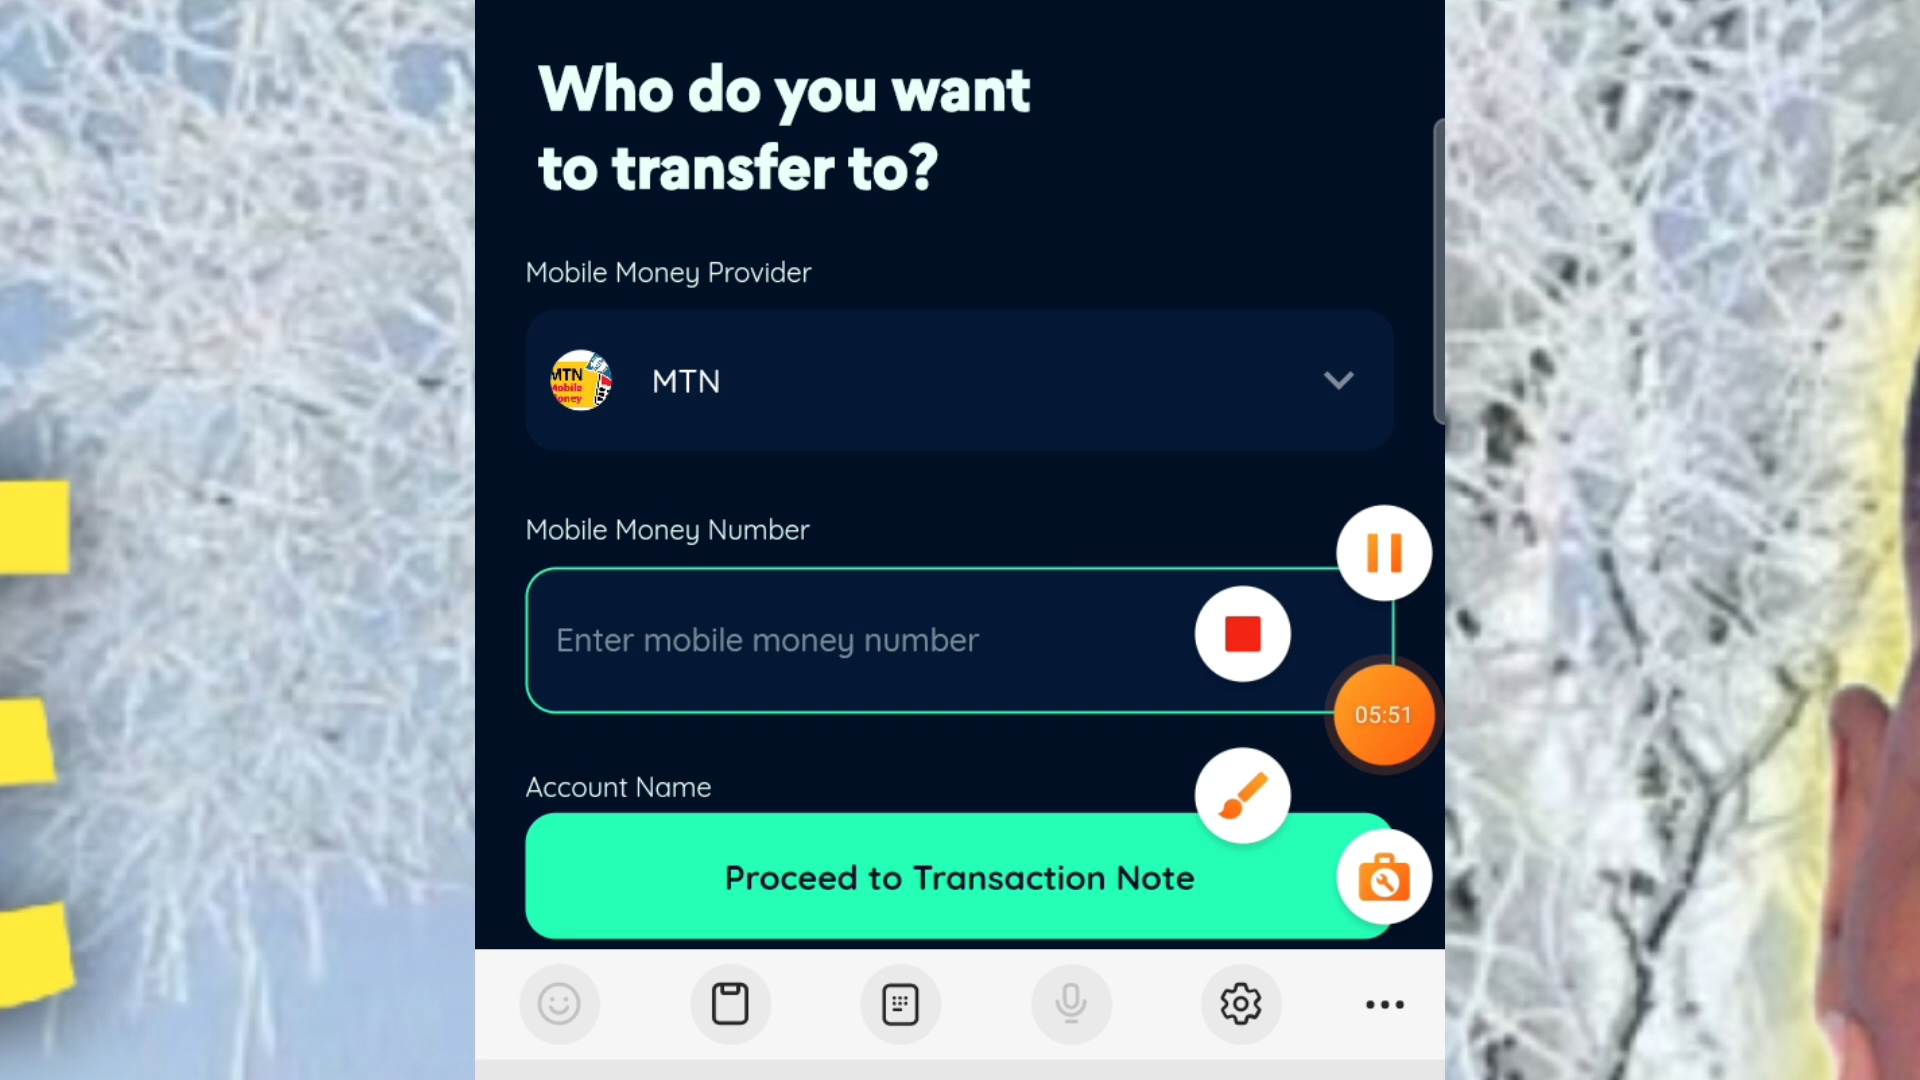 Who do you want
to transfer to?
Mobile Money Provider
MTN
Mobile
MTN
Mobile Money Number
Enter mobile money number
05:51
Account Name
Proceed to Transaction Note